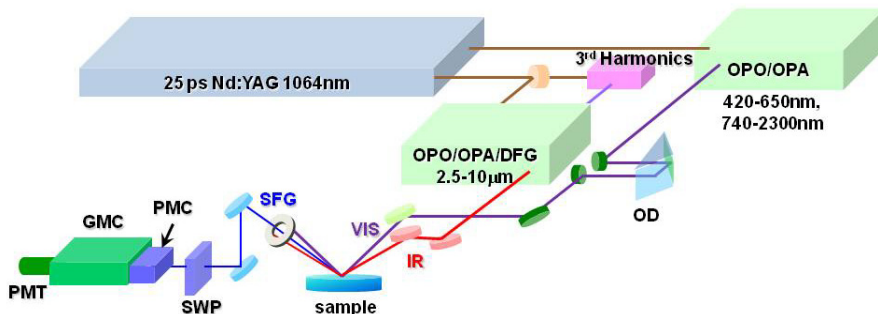 3rd Harmonics
25 ps Nd:YAG 1064nm
OPO/OPA
420-650nm,
740-2300nm
OPO/OPA/DFG
2.5-10μm
OD
SFG
VIS
IR
PMC
GMC
PMT
SWP
sample